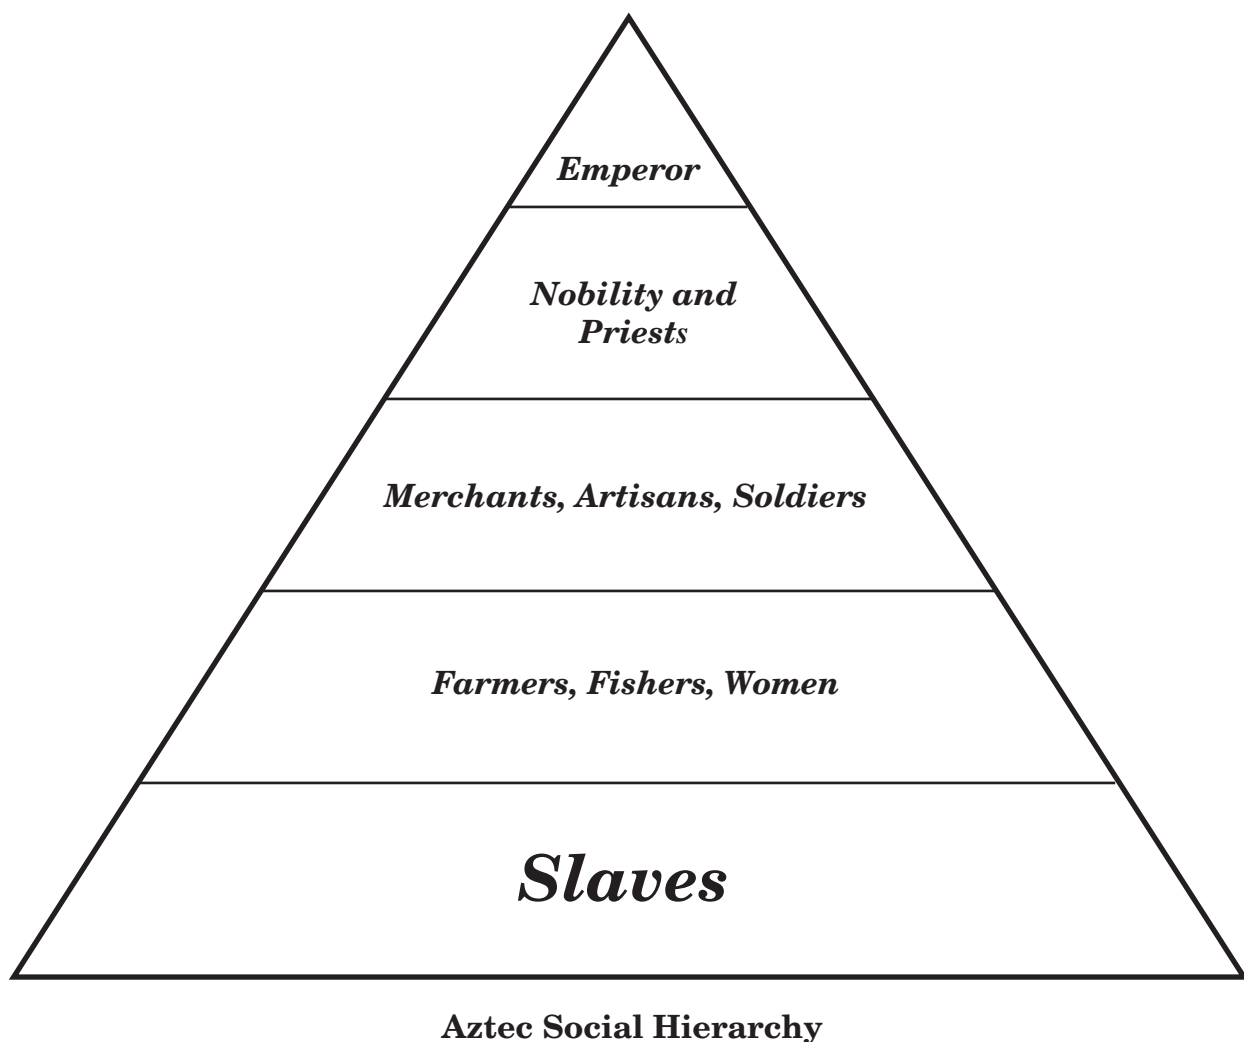 Emperor
Nobility and
Priests
Merchants, Artisans, Soldiers
Farmers, Fishers, Women
Slaves
Aztec Social Hierarchy